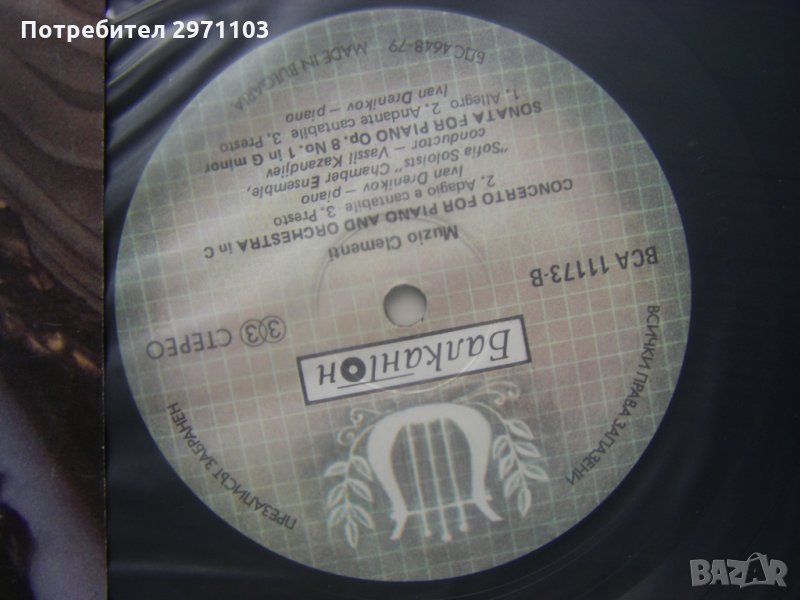 Потребител 2971103
ВСИЧКИ ПРАВА ЗАПАЗЕНИ
ПРЕЗАПИСЪТ ЗАБРАНЕН
Балкантон
ВСА 11173-В
33 СТЕРЕО
Muzio Clementi
CONCERTO FOR PIANO AND ORCHESTRA in C
2. Adagio e cantabile 3. Presto
Ivan Drenikov – piano
"Sofia Soloists" Chamber Ensemble,
conductor – Vassil Kazandjiev
SONATA FOR PIANO Op. 8 No. 1 in G minor
1. Allegro 2. Andante cantabile 3. Presto
Ivan Drenikov – piano
MADE IN BULGARIA
БДС 4648-79
BAZAR